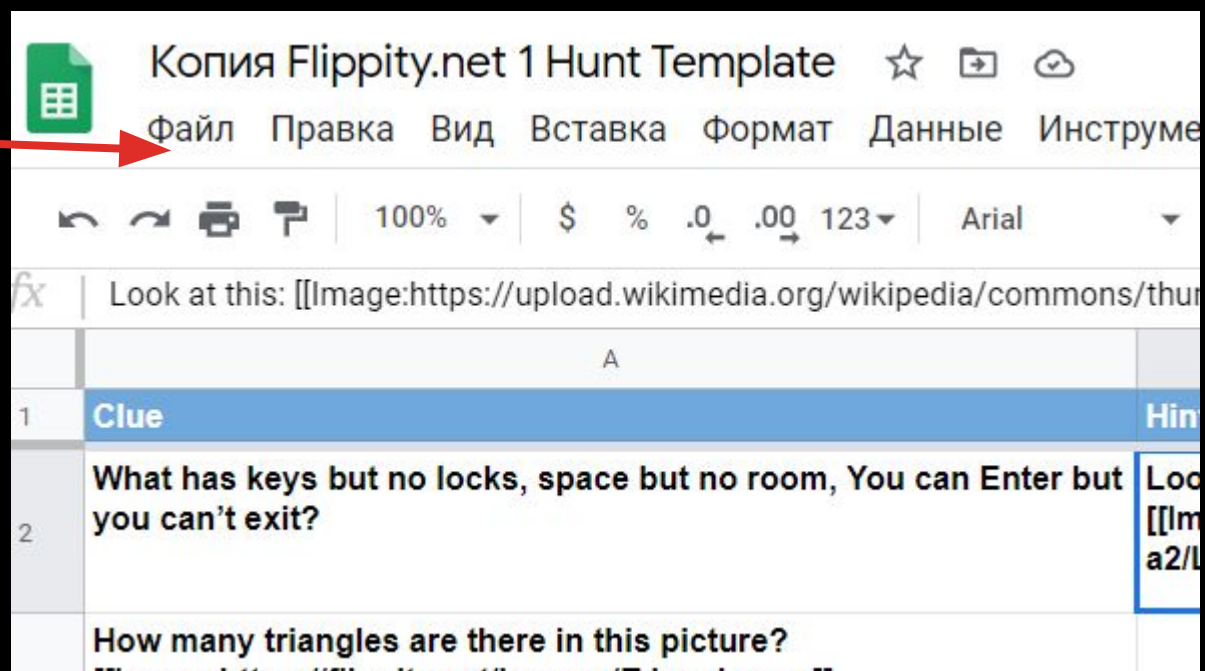 Копия Flippity.net 1 Hunt Template
Файл Правка Вид Вставка Формат Данные
100% $ % .0 .00 123 Arial
fx Look at this: [[Image:https://upload.wikimedia.org/wikipedia/commons/
A
1 Clue
2 What has keys but no locks, space but no room, You can Enter but
you can’t exit?
How many triangles are there in this picture?